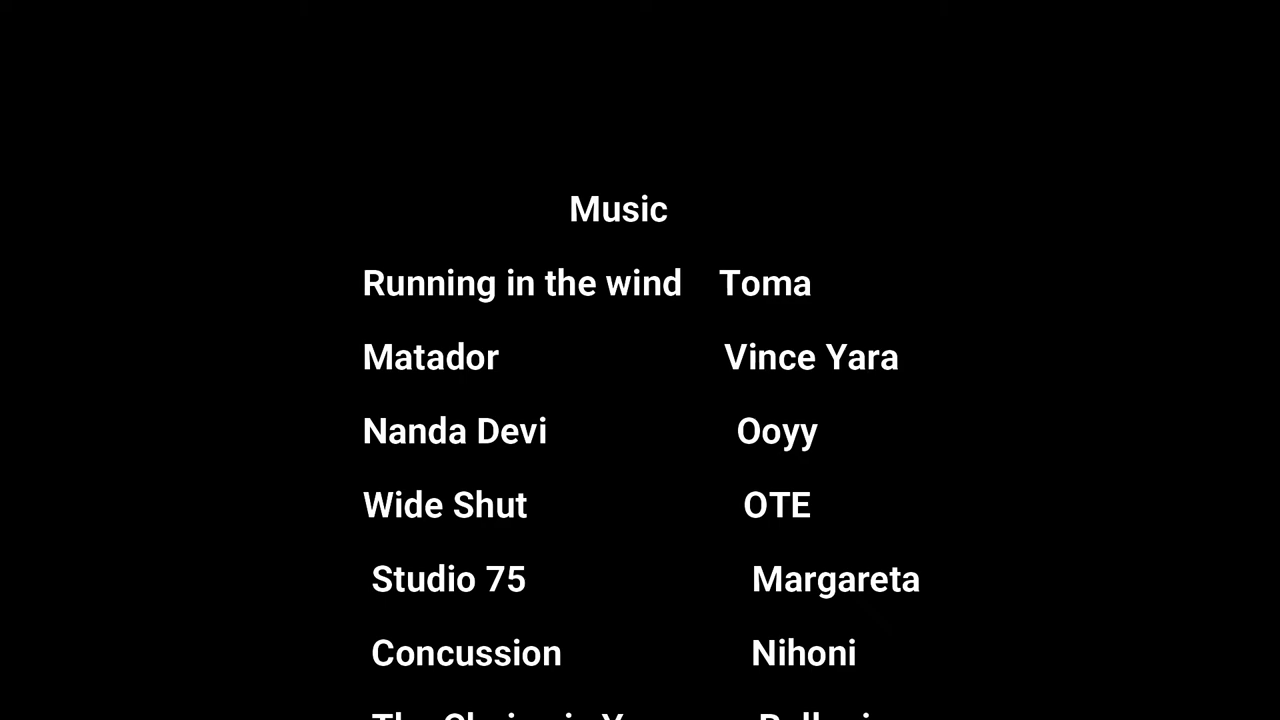 Music
Running in the wind Toma
Matador Vince Yara
Nanda Devi Ooyy
Wide Shut OTE
Studio 75 Margareta
Concussion Nihoni